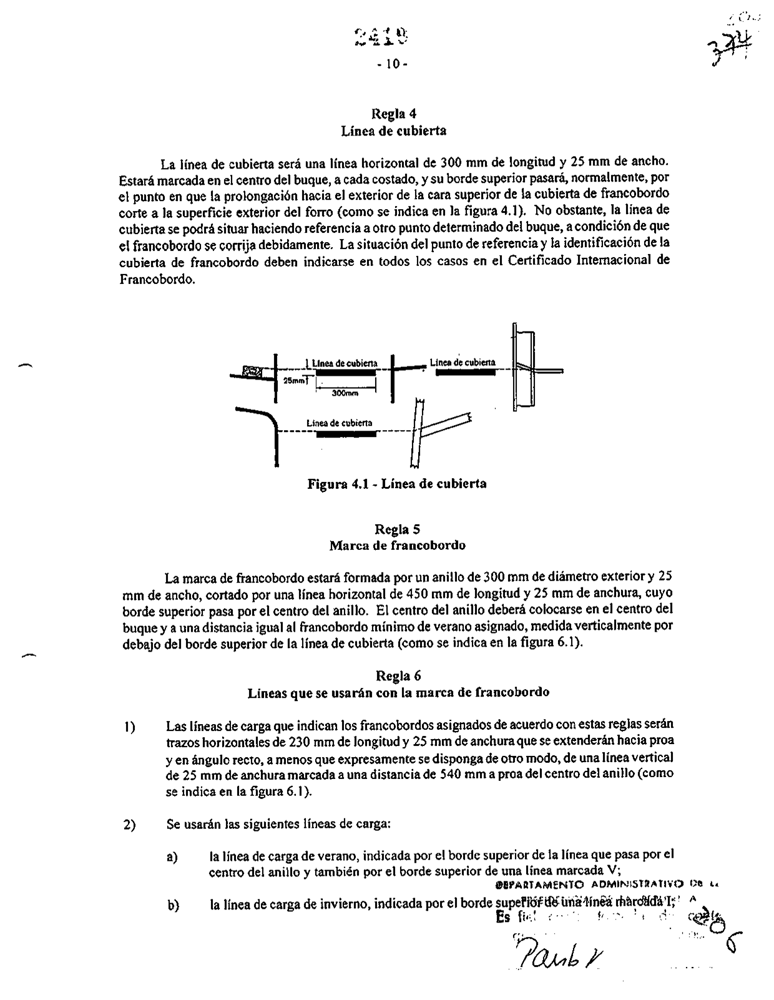 2419
- 10 -
374
Regla 4
Línea de cubierta
La línea de cubierta será una línea horizontal de 300 mm de longitud y 25 mm de ancho.
Estará marcada en el centro del buque, a cada costado, y su borde superior pasará, normalmente, por
el punto en que la prolongación hacia el exterior de la cara superior de la cubierta de francobordo
corte a la superficie exterior del forro (como se indica en la figura 4.1). No obstante, la línea de
cubierta se podrá situar haciendo referencia a otro punto determinado del buque, a condición de que
el francobordo se corrija debidamente. La situación del punto de referencia y la identificación de la
cubierta de francobordo deben indicarse en todos los casos en el Certificado Internacional de
Francobordo.
Línea de cubierta
Línea de cubierta
25mm
300mm
Línea de cubierta
Figura 4.1 - Línea de cubierta
Regla 5
Marca de francobordo
La marca de francobordo estará formada por un anillo de 300 mm de diámetro exterior y 25
mm de ancho, cortado por una línea horizontal de 450 mm de longitud y 25 mm de anchura, cuyo
borde superior pasa por el centro del anillo. El centro del anillo deberá colocarse en el centro del
buque y a una distancia igual al francobordo mínimo de verano asignado, medida verticalmente por
debajo del borde superior de la línea de cubierta (como se indica en la figura 6.1).
Regla 6
Líneas que se usarán con la marca de francobordo
1) Las líneas de carga que indican los francobordos asignados de acuerdo con estas reglas serán
trazos horizontales de 230 mm de longitud y 25 mm de anchura que se extenderán hacia proa
y en ángulo recto, a menos que expresamente se disponga de otro modo, de una línea vertical
de 25 mm de anchura marcada a una distancia de 540 mm a proa del centro del anillo (como
se indica en la figura 6.1).
2) Se usarán las siguientes líneas de carga:
a) la línea de carga de verano, indicada por el borde superior de la línea que pasa por el
centro del anillo y también por el borde superior de una línea marcada V;
DEPARTAMENTO ADMINISTRATIVO DE LA
b) la línea de carga de invierno, indicada por el borde superior de una línea marcada I;
Es fiel